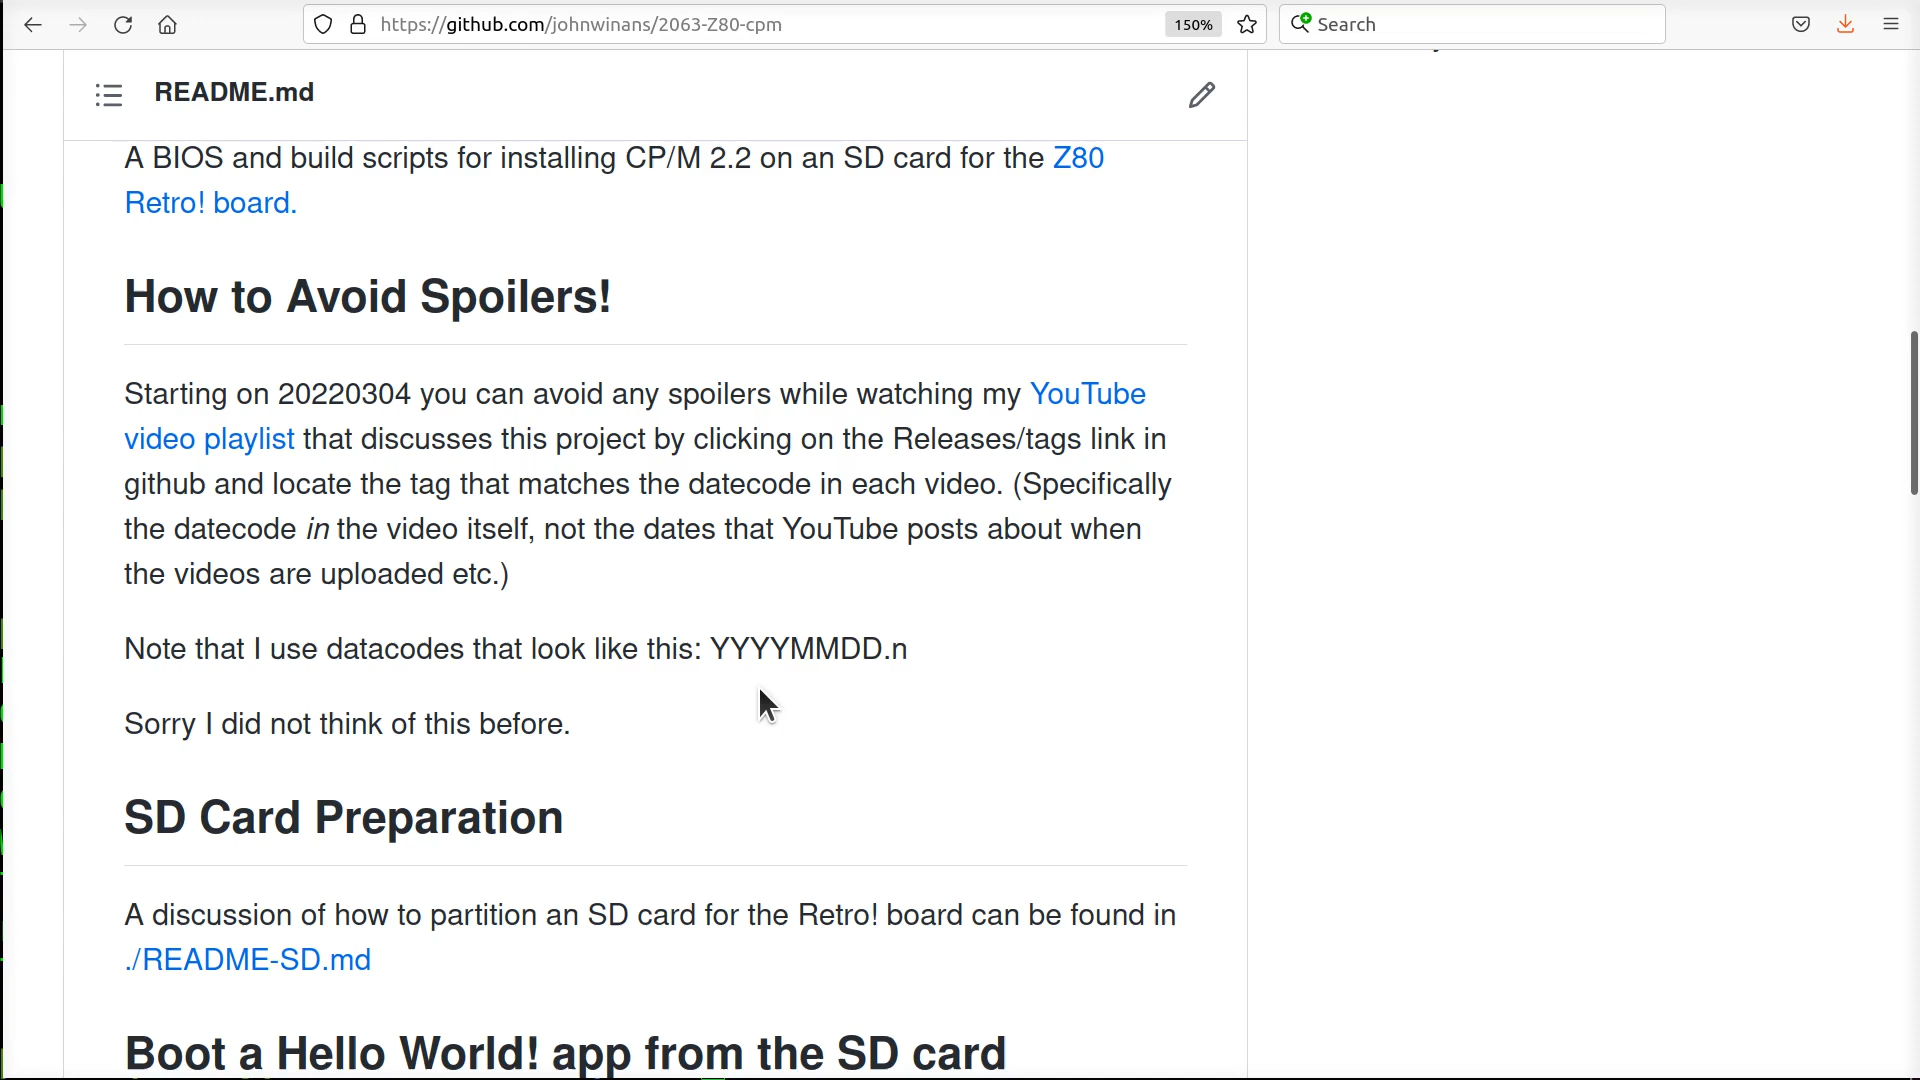 https://github.com/johnwinans/2063-Z80-cpm
150%
Search
README.md
A BIOS and build scripts for installing CP/M 2.2 on an SD card for the Z80
Retro! board.
How to Avoid Spoilers!
Starting on 20220304 you can avoid any spoilers while watching my YouTube
video playlist that discusses this project by clicking on the Releases/tags link in
github and locate the tag that matches the datecode in each video. (Specifically
the datecode in the video itself, not the dates that YouTube posts about when
the videos are uploaded etc.)
Note that I use datacodes that look like this: YYYYMMDD.n
Sorry I did not think of this before.
SD Card Preparation
A discussion of how to partition an SD card for the Retro! board can be found in
./README-SD.md
Boot a Hello World! app from the SD card